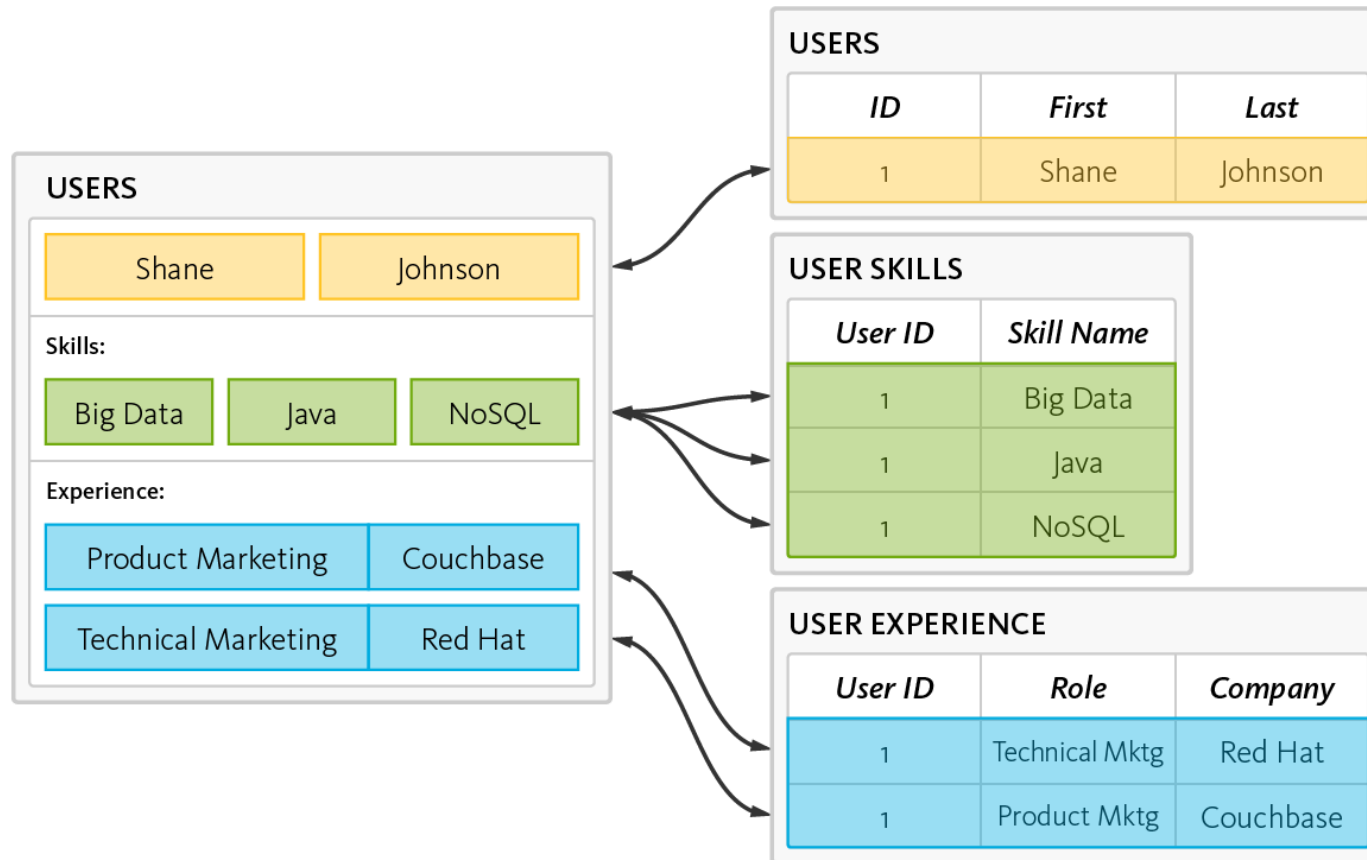 USERS
Shane Johnson
Skills:
Big Data Java NoSQL
Experience:
Product Marketing Couchbase
Technical Marketing Red Hat
USERS
ID First Last
1 Shane Johnson
USER SKILLS
User ID Skill Name
1 Big Data
1 Java
1 NoSQL
USER EXPERIENCE
User ID Role Company
1 Technical Mktg Red Hat
1 Product Mktg Couchbase